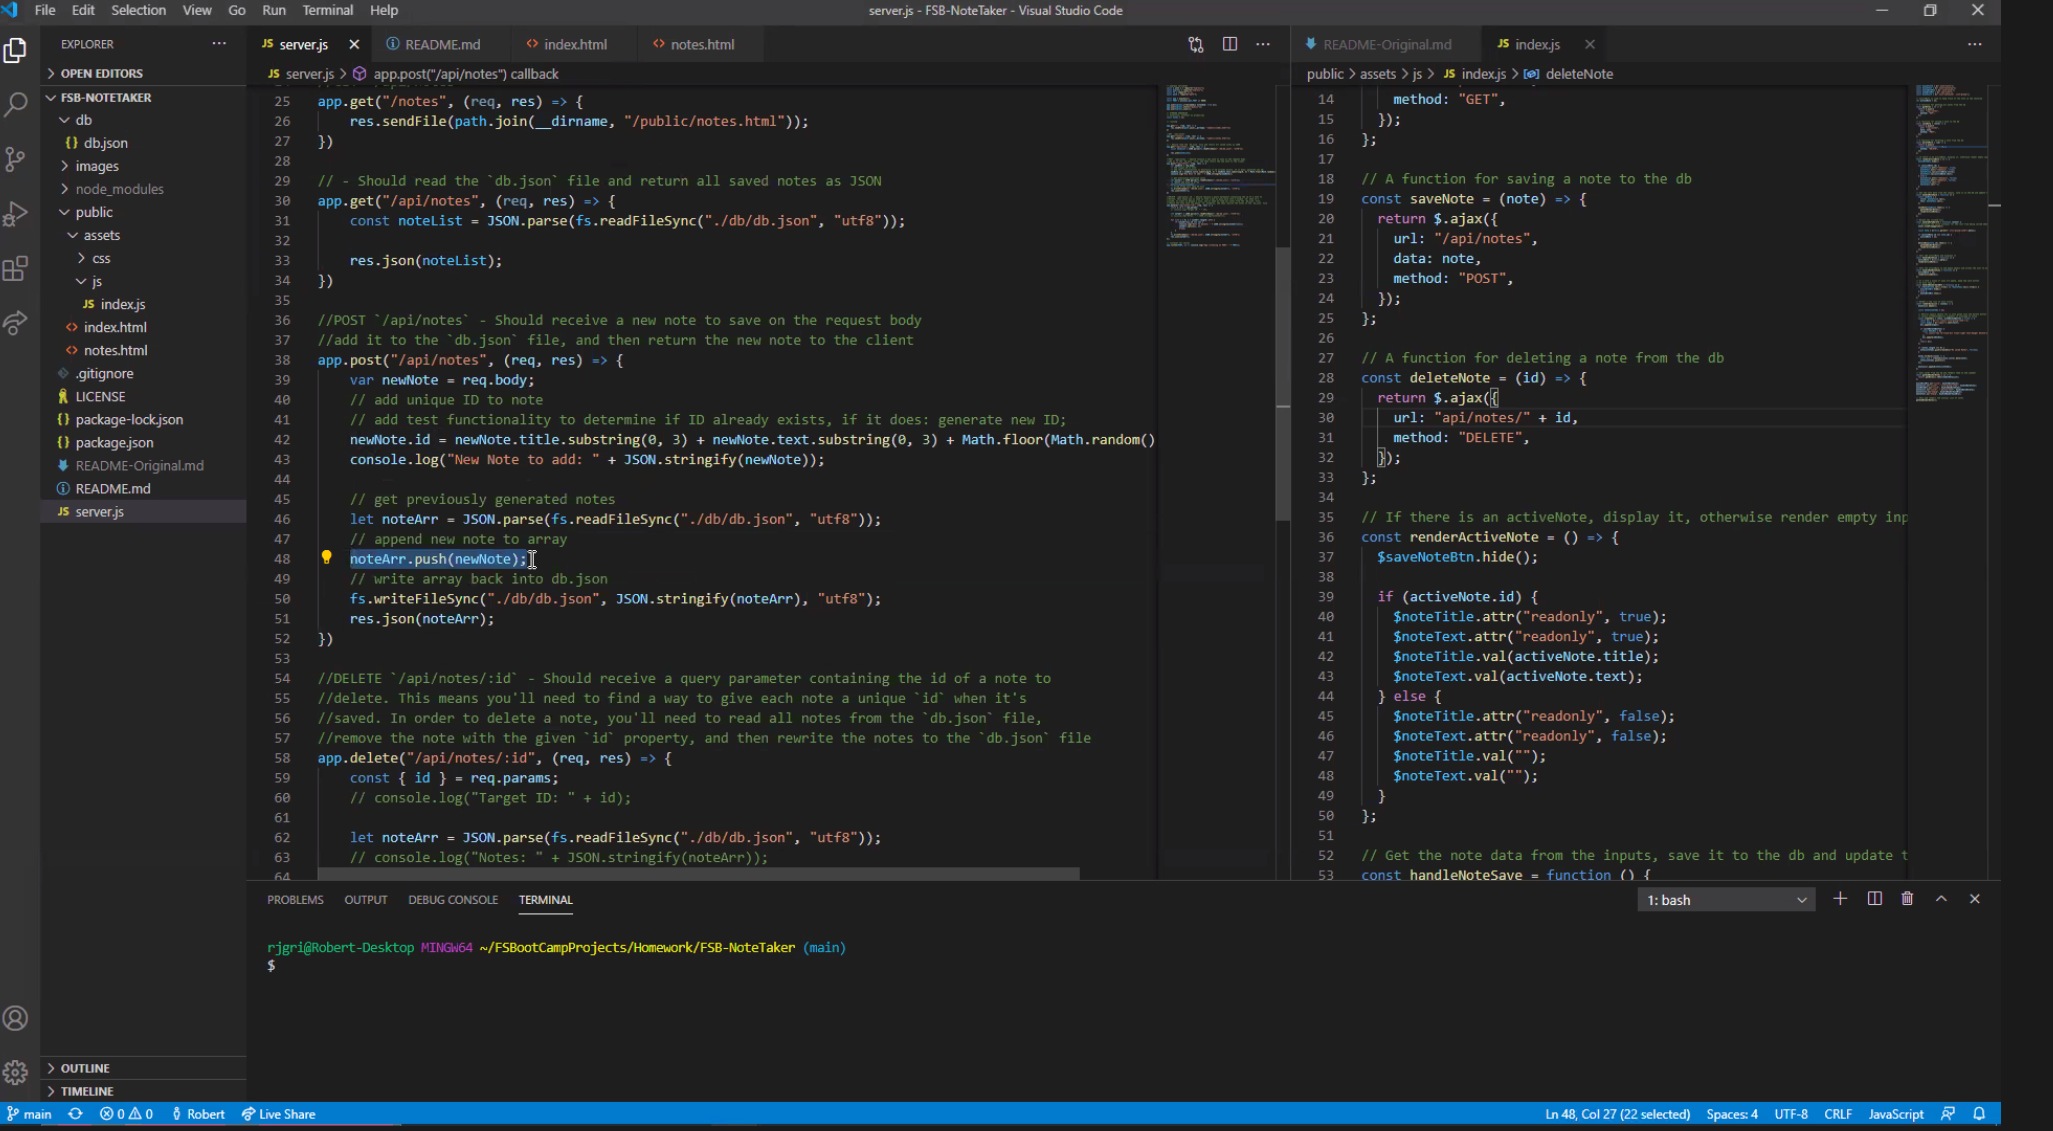 File Edit Selection View Go Run Terminal Help
server.js - FSB-NoteTaker - Visual Studio Code
EXPLORER
OPEN EDITORS
FSB-NOTETAKER
db
{} db.json
images
node_modules
public
assets
css
js
JS index.js
<> index.html
<> notes.html
.gitignore
LICENSE
{} package-lock.json
{} package.json
README-Original.md
README.md
JS server.js
OUTLINE
TIMELINE
JS server.js README.md <> index.html <> notes.html
JS server.js > app.post("/api/notes") callback
25 app.get("/notes", (req, res) => {
26 res.sendFile(path.join(__dirname, "/public/notes.html"));
27 })
28
29 // - Should read the `db.json` file and return all saved notes as JSON
30 app.get("/api/notes", (req, res) => {
31 const noteList = JSON.parse(fs.readFileSync("./db/db.json", "utf8"));
32
33 res.json(noteList);
34 })
35
36 //POST `/api/notes` - Should receive a new note to save on the request body
37 //add it to the `db.json` file, and then return the new note to the client
38 app.post("/api/notes", (req, res) => {
39 var newNote = req.body;
40 // add unique ID to note
41 // add test functionality to determine if ID already exists, if it does: generate new ID;
42 newNote.id = newNote.title.substring(0, 3) + newNote.text.substring(0, 3) + Math.floor(Math.random()
43 console.log("New Note to add: " + JSON.stringify(newNote));
44
45 // get previously generated notes
46 let noteArr = JSON.parse(fs.readFileSync("./db/db.json", "utf8"));
47 // append new note to array
48 noteArr.push(newNote);
49 // write array back into db.json
50 fs.writeFileSync("./db/db.json", JSON.stringify(noteArr), "utf8");
51 res.json(noteArr);
52 })
53
54 //DELETE `/api/notes/:id` - Should receive a query parameter containing the id of a note to
55 //delete. This means you'll need to find a way to give each note a unique `id` when it's
56 //saved. In order to delete a note, you'll need to read all notes from the `db.json` file,
57 //remove the note with the given `id` property, and then rewrite the notes to the `db.json` file
58 app.delete("/api/notes/:id", (req, res) => {
59 const { id } = req.params;
60 // console.log("Target ID: " + id);
61
62 let noteArr = JSON.parse(fs.readFileSync("./db/db.json", "utf8"));
63 // console.log("Notes: " + JSON.stringify(noteArr));
64
README-Original.md JS index.js
public > assets > js > JS index.js > deleteNote
14 method: "GET",
15 });
16 };
17
18 // A function for saving a note to the db
19 const saveNote = (note) => {
20 return $.ajax({
21 url: "/api/notes",
22 data: note,
23 method: "POST",
24 });
25 };
26
27 // A function for deleting a note from the db
28 const deleteNote = (id) => {
29 return $.ajax({
30 url: "api/notes/" + id,
31 method: "DELETE",
32 });
33 };
34
35 // If there is an activeNote, display it, otherwise render empty inp
36 const renderActiveNote = () => {
37 $saveNoteBtn.hide();
38
39 if (activeNote.id) {
40 $noteTitle.attr("readonly", true);
41 $noteText.attr("readonly", true);
42 $noteTitle.val(activeNote.title);
43 $noteText.val(activeNote.text);
44 } else {
45 $noteTitle.attr("readonly", false);
46 $noteText.attr("readonly", false);
47 $noteTitle.val("");
48 $noteText.val("");
49 }
50 };
51
52 // Get the note data from the inputs, save it to the db and update t
53 const handleNoteSave = function () {
PROBLEMS OUTPUT DEBUG CONSOLE TERMINAL
1: bash
rjgri@Robert-Desktop MINGW64 ~/FSBootCampProjects/Homework/FSB-NoteTaker (main)
$
main 0 0 Robert Live Share
Ln 48, Col 27 (22 selected) Spaces: 4 UTF-8 CRLF JavaScript